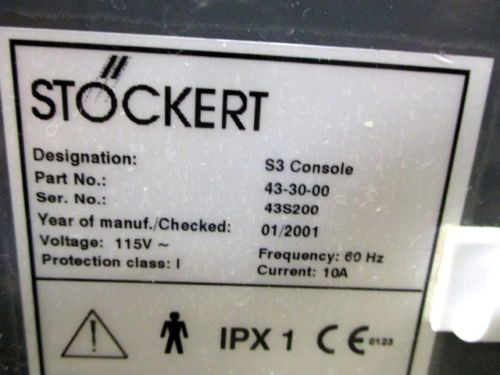 STÖCKERT
Designation: S3 Console
Part No.: 43-30-00
Ser. No.: 43S200
Year of manuf./Checked: 01/2001
Voltage: 115V ~ Frequency: 60 Hz
Protection class: I Current: 10A
IPX 1 CE 0123